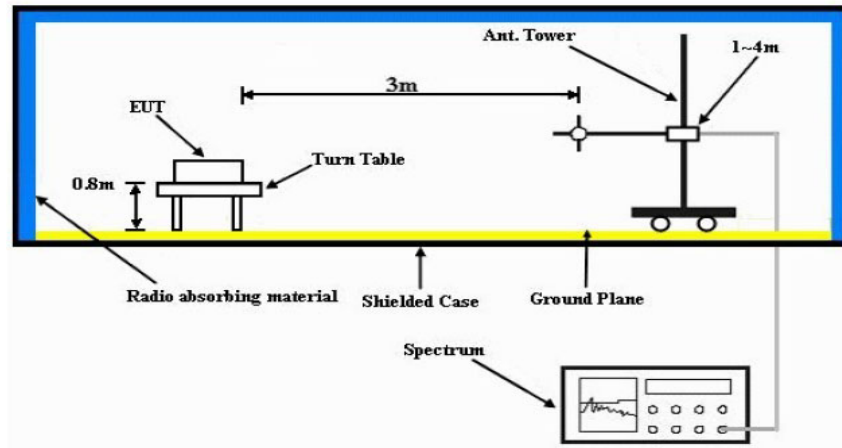 Ant. Tower
1~4m
3m
EUT
Turn Table
0.8m
Radio absorbing material
Shielded Case
Ground Plane
Spectrum